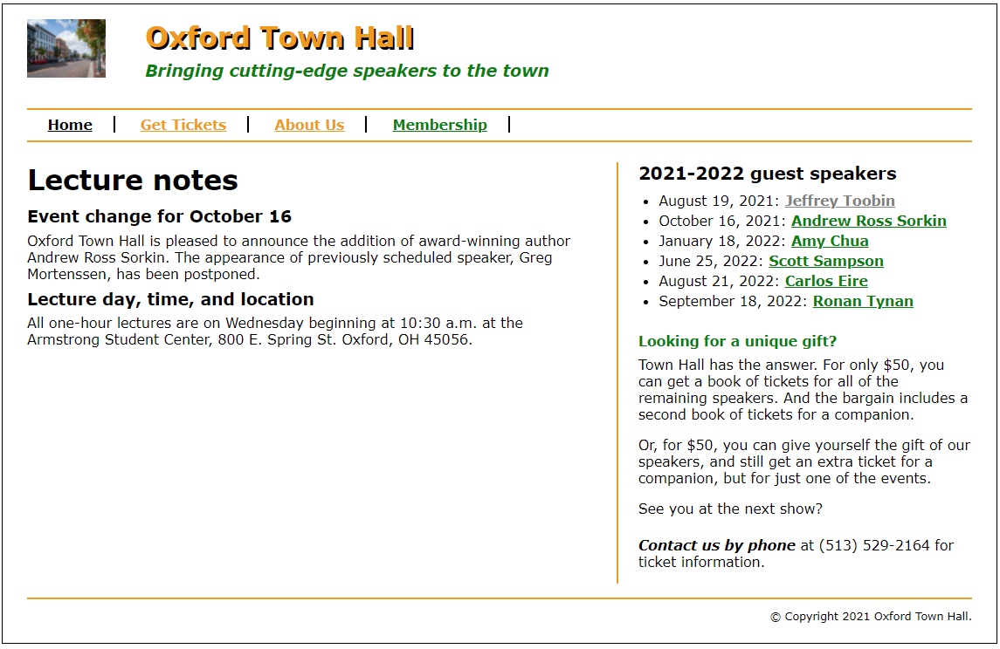 Oxford Town Hall
Bringing cutting-edge speakers to the town
Home
Get Tickets
About Us
Membership
Lecture notes
Event change for October 16
Oxford Town Hall is pleased to announce the addition of award-winning author
Andrew Ross Sorkin. The appearance of previously scheduled speaker, Greg
Mortenssen, has been postponed.
Lecture day, time, and location
All one-hour lectures are on Wednesday beginning at 10:30 a.m. at the
Armstrong Student Center, 800 E. Spring St. Oxford, OH 45056.
2021-2022 guest speakers
• August 19, 2021: Jeffrey Toobin
• October 16, 2021: Andrew Ross Sorkin
• January 18, 2022: Amy Chua
• June 25, 2022: Scott Sampson
• August 21, 2022: Carlos Eire
• September 18, 2022: Ronan Tynan
Looking for a unique gift?
Town Hall has the answer. For only $50, you
can get a book of tickets for all of the
remaining speakers. And the bargain includes a
second book of tickets for a companion.
Or, for $50, you can give yourself the gift of our
speakers, and still get an extra ticket for a
companion, but for just one of the events.
See you at the next show?
Contact us by phone at (513) 529-2164 for
ticket information.
© Copyright 2021 Oxford Town Hall.